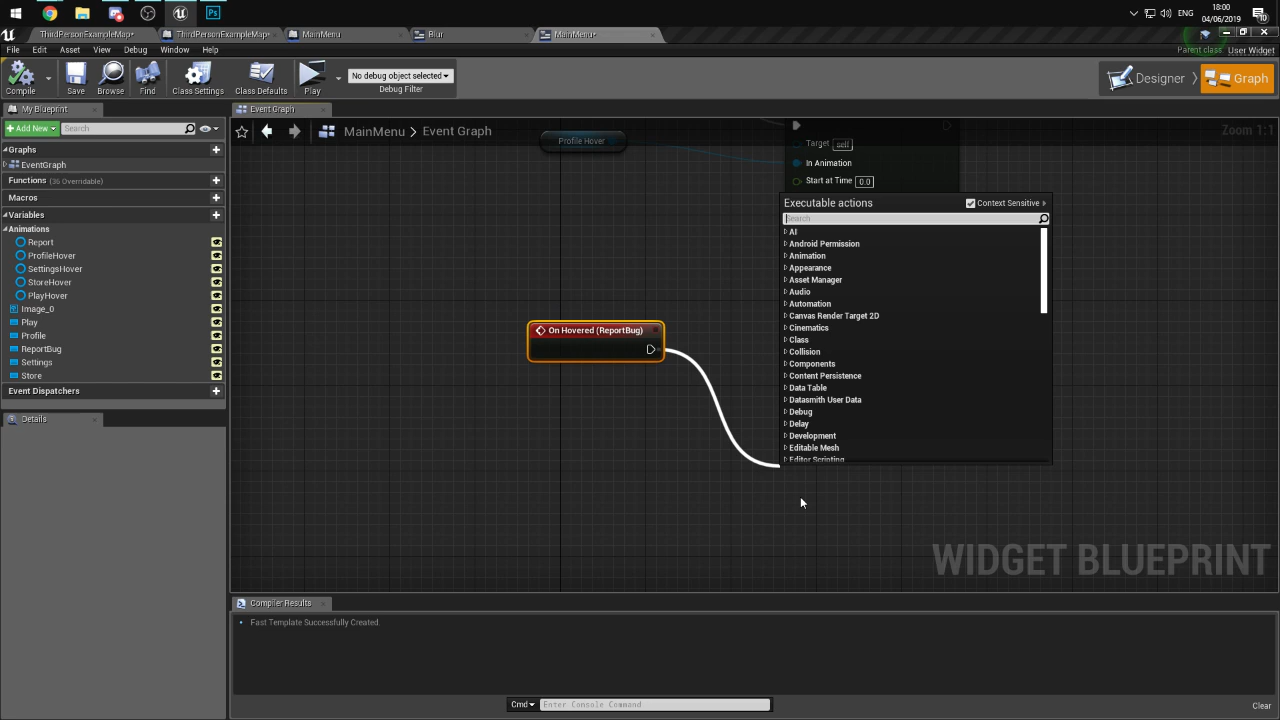 18:00
ENG
04/06/2019
10
ThirdPersonExampleMap•
ThirdPersonExampleMap•
MainMenu
Blur
MainMenu•
File Edit Asset View Debug Window Help
Parent class: User Widget
Compile
Save
Browse
Find
Class Settings
Class Defaults
Play
No debug object selected
Debug Filter
Designer
Graph
My Blueprint
Event Graph
Add New
Search
MainMenu > Event Graph
Zoom 1:1
Graphs
EventGraph
Functions (36 Overridable)
Macros
Variables
Animations
Report
ProfileHover
SettingsHover
StoreHover
PlayHover
Image_0
Play
Profile
ReportBug
Settings
Store
Event Dispatchers
Details
Profile Hover
Target self
In Animation
Start at Time 0.0
On Hovered (ReportBug)
Executable actions
Context Sensitive
Search
AI
Android Permission
Animation
Appearance
Asset Manager
Audio
Automation
Canvas Render Target 2D
Cinematics
Class
Collision
Components
Content Persistence
Data Table
Datasmith User Data
Debug
Delay
Development
Editable Mesh
Editor Scripting
WIDGET BLUEPRINT
Compiler Results
Fast Template Successfully Created.
Cmd
Enter Console Command
Clear